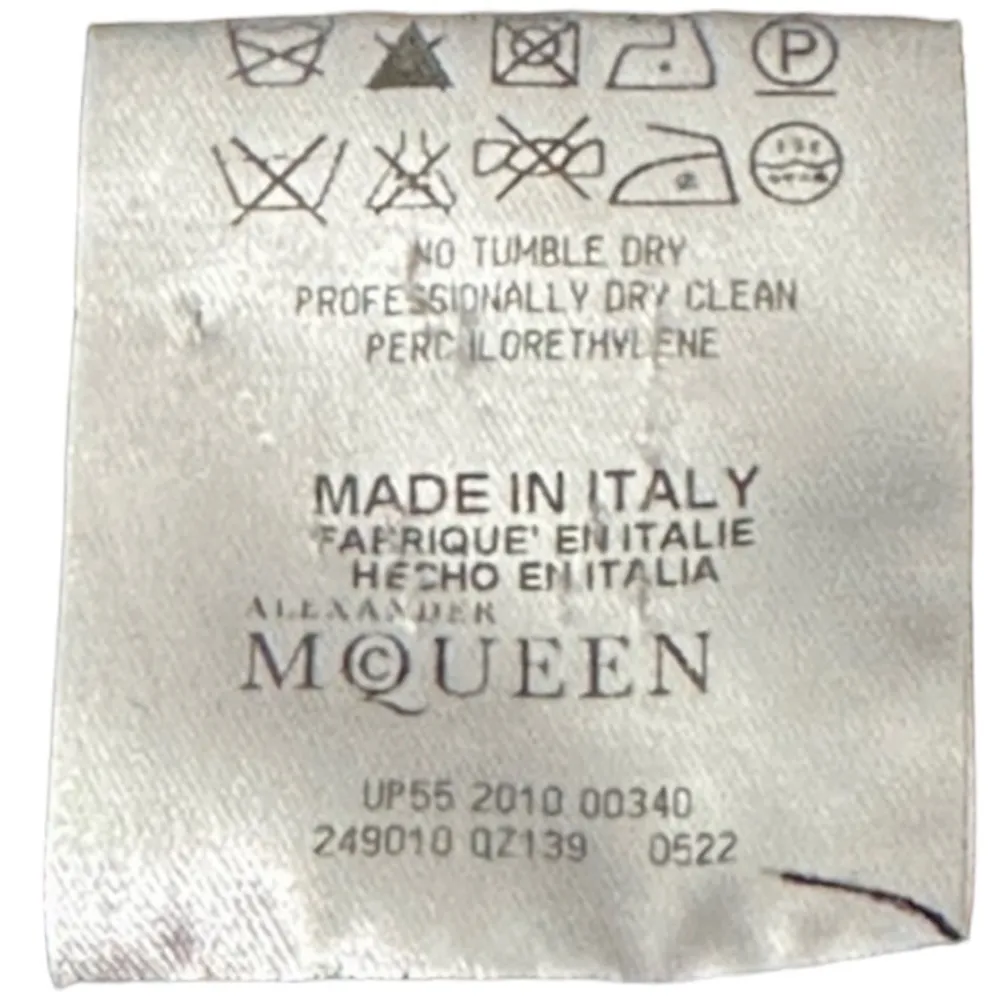 P
NO TUMBLE DRY
PROFESSIONALLY DRY CLEAN
PERCHLORETHYLENE
MADE IN ITALY
FABRIQUE' EN ITALIE
HECHO EN ITALIA
ALEXANDER
MCQUEEN
UP55 2010 00340
249010 QZ139 0522